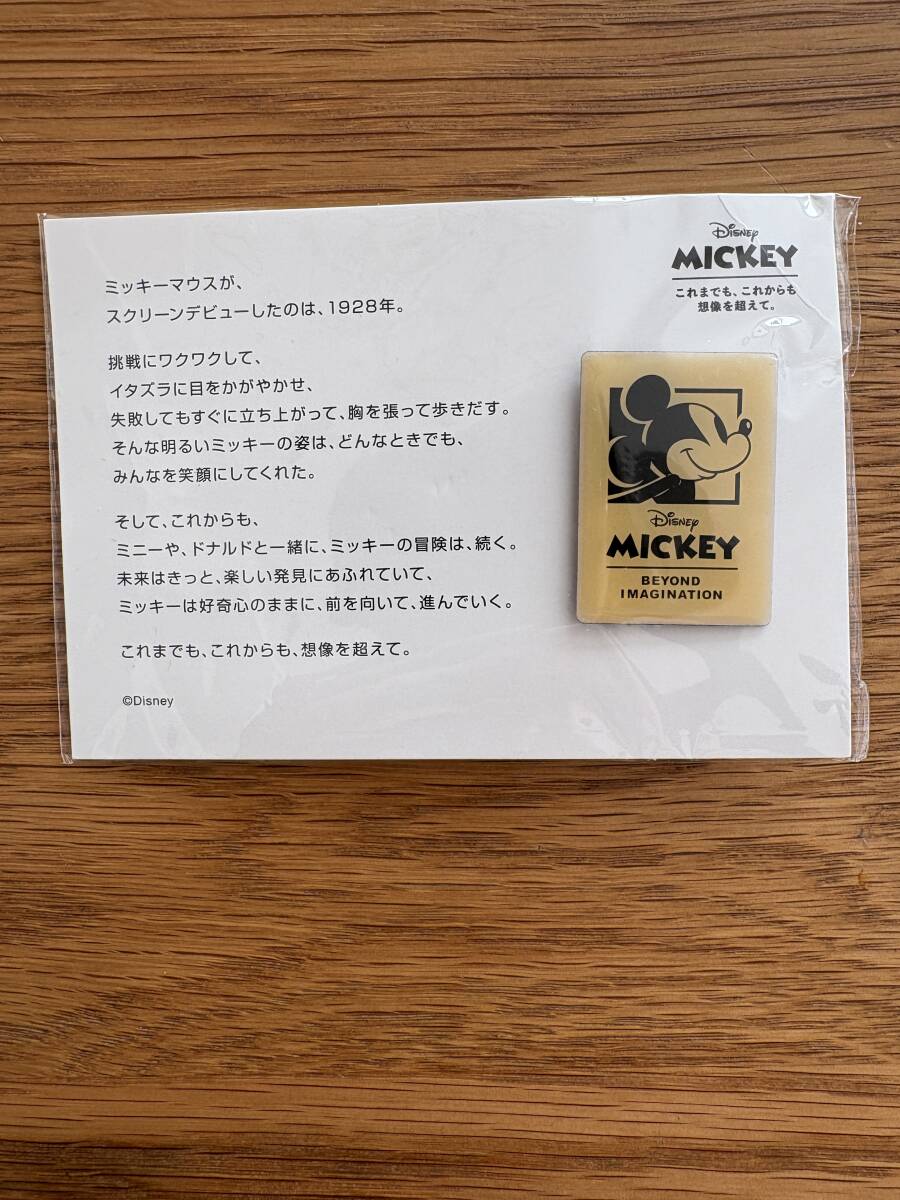 ミッキーマウスが、
スクリーンデビューしたのは、1928年。
挑戦にワクワクして、
イタズラに目をかがやかせ、
失敗してもすぐに立ち上がって、胸を張って歩きだす。
そんな明るいミッキーの姿は、どんなときでも、
みんなを笑顔にしてくれた。
そして、これからも、
ミニーや、ドナルドと一緒に、ミッキーの冒険は、続く。
未来はきっと、楽しい発見にあふれていて、
ミッキーは好奇心のままに、前を向いて、進んでいく。
これまでも、これからも、想像を超えて。
©Disney
Disney
MICKEY
これまでも、これからも
想像を超えて。
Disney
MICKEY
BEYOND
IMAGINATION